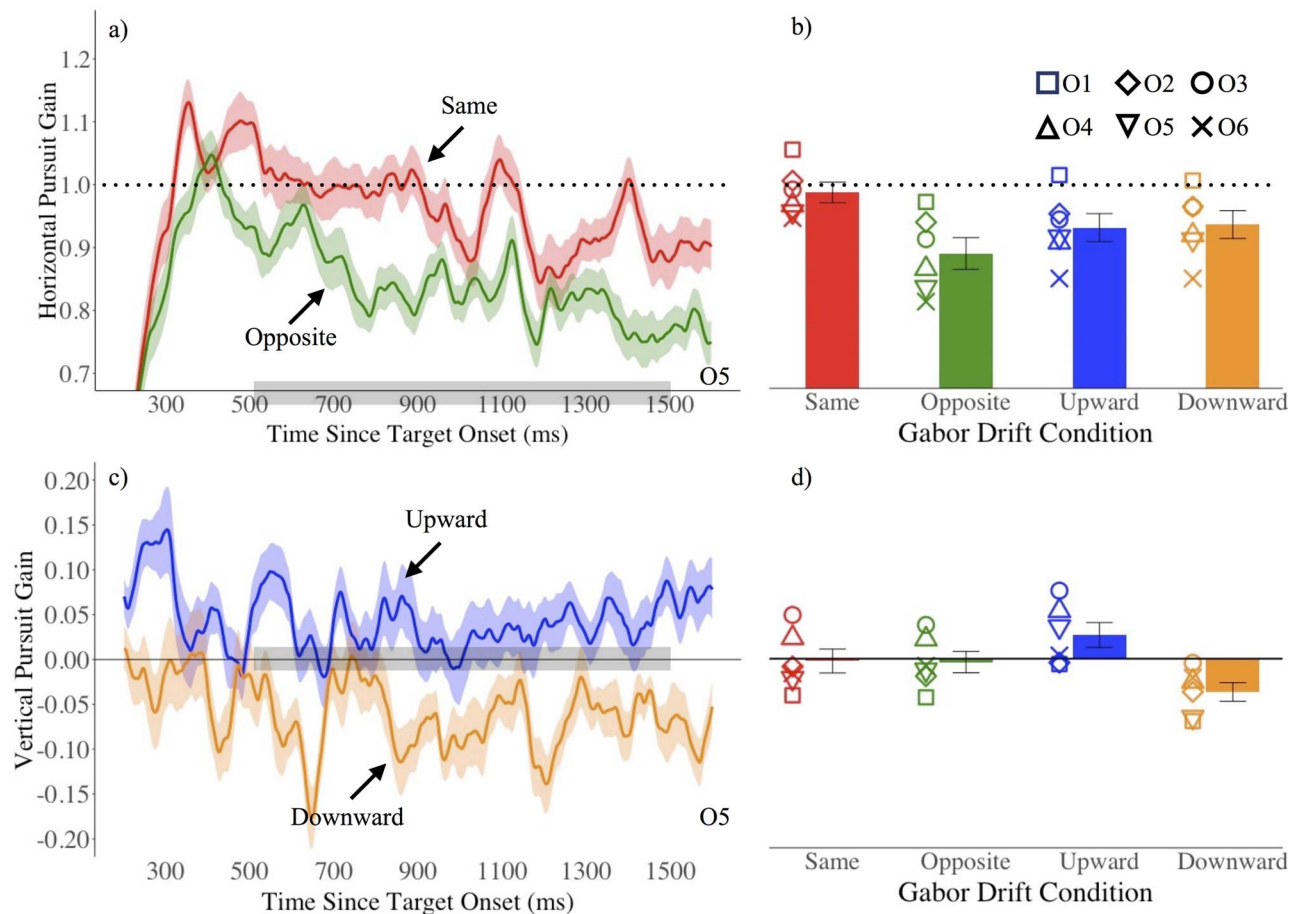 a)
Horizontal Pursuit Gain
1.2
1.1
1.0
0.9
0.8
0.7
Same
Opposite
O5
300 500 700 900 1100 1300 1500
Time Since Target Onset (ms)
b)
O1 O2 O3
O4 O5 O6
Same Opposite Upward Downward
Gabor Drift Condition
c)
Vertical Pursuit Gain
0.20
0.15
0.10
0.05
0.00
-0.05
-0.10
-0.15
-0.20
Upward
Downward
O5
300 500 700 900 1100 1300 1500
Time Since Target Onset (ms)
d)
Same Opposite Upward Downward
Gabor Drift Condition